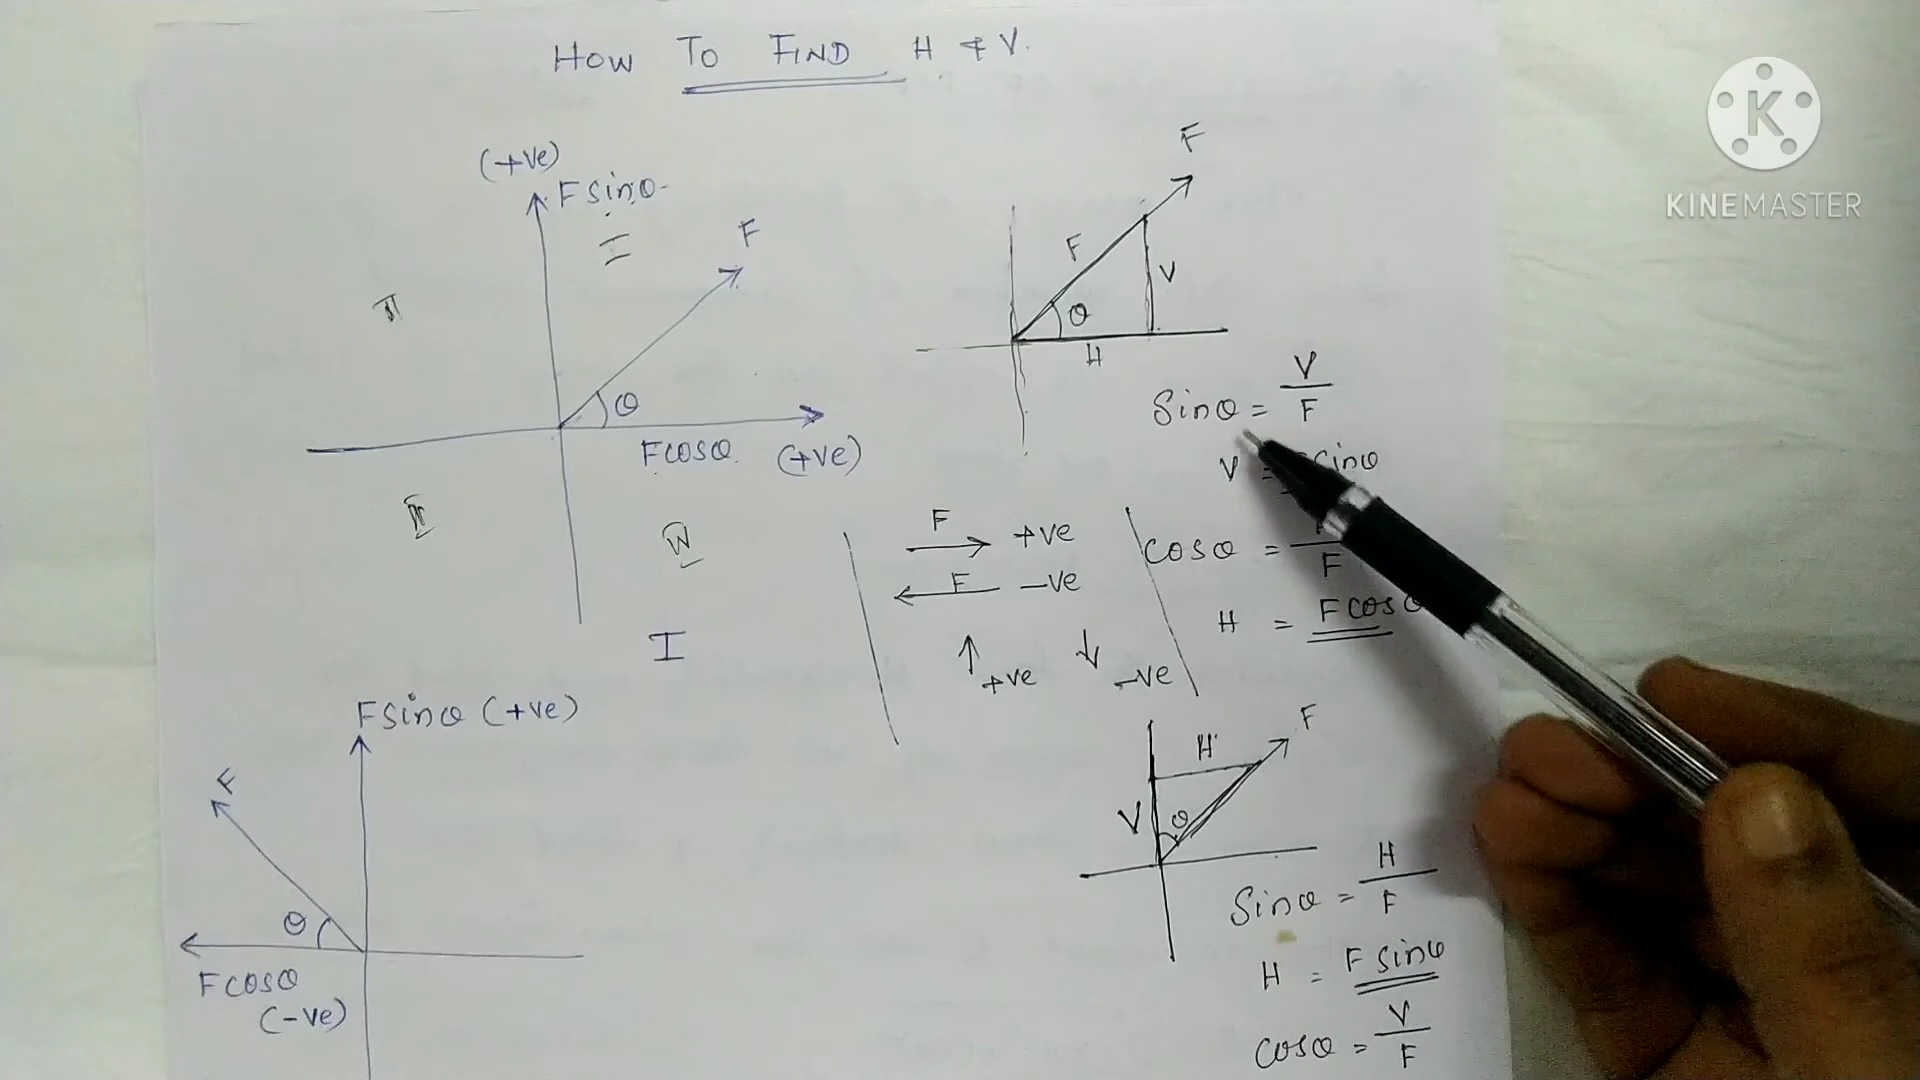 HOW TO FIND H & V.
K
KINEMASTER
(+ve)
F sinθ
I
F
II
θ
F cosθ (+ve)
III
IV
I
F
F
V
θ
H
Sinθ = V/F
V = sinθ
cosθ = /F
H = F cosθ
F +ve
F -ve
+ve -ve
F sinθ (+ve)
F
θ
F cosθ
(-ve)
F
H
V
θ
Sinθ = H/F
H = F sinθ
cosθ = V/F